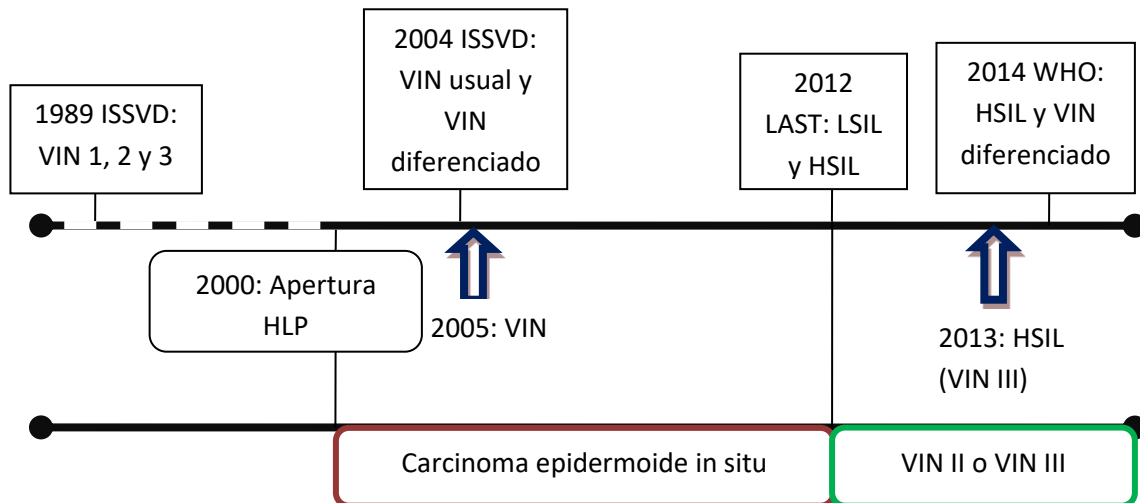 1989 ISSVD:
VIN 1, 2 y 3
2004 ISSVD:
VIN usual y
VIN
diferenciado
2012
LAST: LSIL
y HSIL
2014 WHO:
HSIL y VIN
diferenciado
2000: Apertura
HLP
2005: VIN
2013: HSIL
(VIN III)
Carcinoma epidermoide in situ
VIN II o VIN III